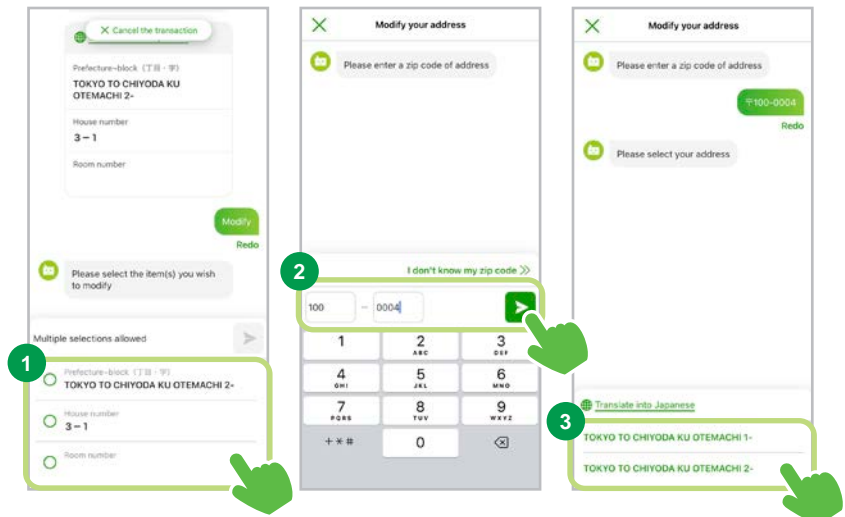 × Cancel the transaction
Prefecture-block (丁目・字)
TOKYO TO CHIYODA KU
OTEMACHI 2-
House number
3−1
Room number
Modify
Redo
Please select the item(s) you wish
to modify
Multiple selections allowed
1
Prefecture-block (丁目・字)
TOKYO TO CHIYODA KU OTEMACHI 2-
House number
3−1
Room number
Modify your address
Please enter a zip code of address
2
I don't know my zip code
100 - 0004
1 2 3
ABC DEF
4 5 6
GHI JKL MNO
7 8 9
PQRS TUV WXYZ
+*# 0
Modify your address
Please enter a zip code of address
〒100-0004
Redo
Please select your address
Translate into Japanese
3
TOKYO TO CHIYODA KU OTEMACHI 1-
TOKYO TO CHIYODA KU OTEMACHI 2-